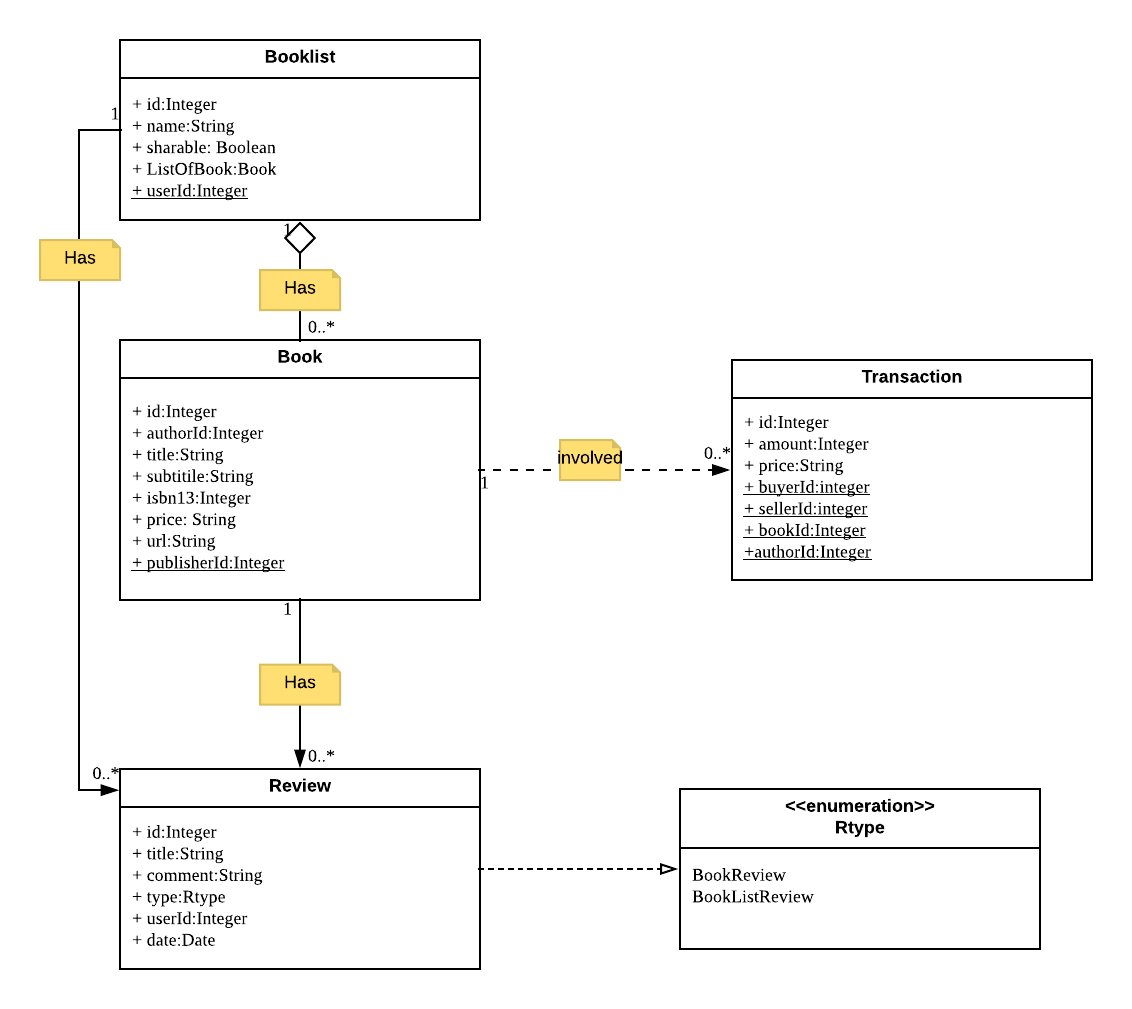 Booklist
+ id:Integer
+ name:String
+ sharable: Boolean
+ ListOfBook:Book
+ userId:Integer
1
Has
1
Has
0..*
Book
+ id:Integer
+ authorId:Integer
+ title:String
+ subtitile:String
+ isbn13:Integer
+ price: String
+ url:String
+ publisherId:Integer
1
involved
0..*
Transaction
+ id:Integer
+ amount:Integer
+ price:String
+ buyerId:integer
+ sellerId:integer
+ bookId:Integer
+authorId:Integer
1
Has
0..*
0..*
Review
+ id:Integer
+ title:String
+ comment:String
+ type:Rtype
+ userId:Integer
+ date:Date
<<enumeration>>
Rtype
BookReview
BookListReview